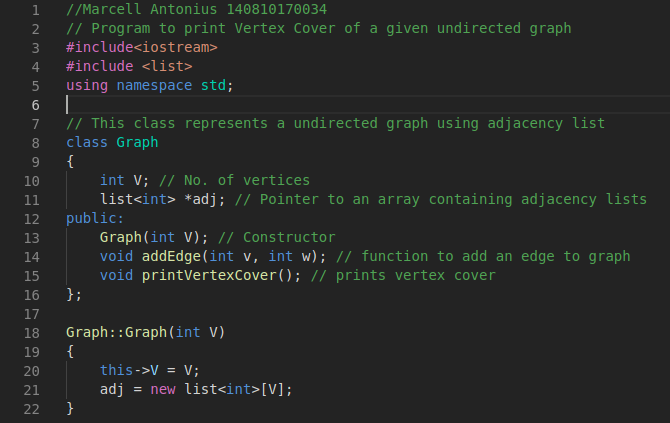 1 //Marcell Antonius 140810170034
2 // Program to print Vertex Cover of a given undirected graph
3 #include<iostream>
4 #include <list>
5 using namespace std;
6
7 // This class represents a undirected graph using adjacency list
8 class Graph
9 {
10     int V; // No. of vertices
11     list<int> *adj; // Pointer to an array containing adjacency lists
12 public:
13     Graph(int V); // Constructor
14     void addEdge(int v, int w); // function to add an edge to graph
15     void printVertexCover(); // prints vertex cover
16 };
17
18 Graph::Graph(int V)
19 {
20     this->V = V;
21     adj = new list<int>[V];
22 }